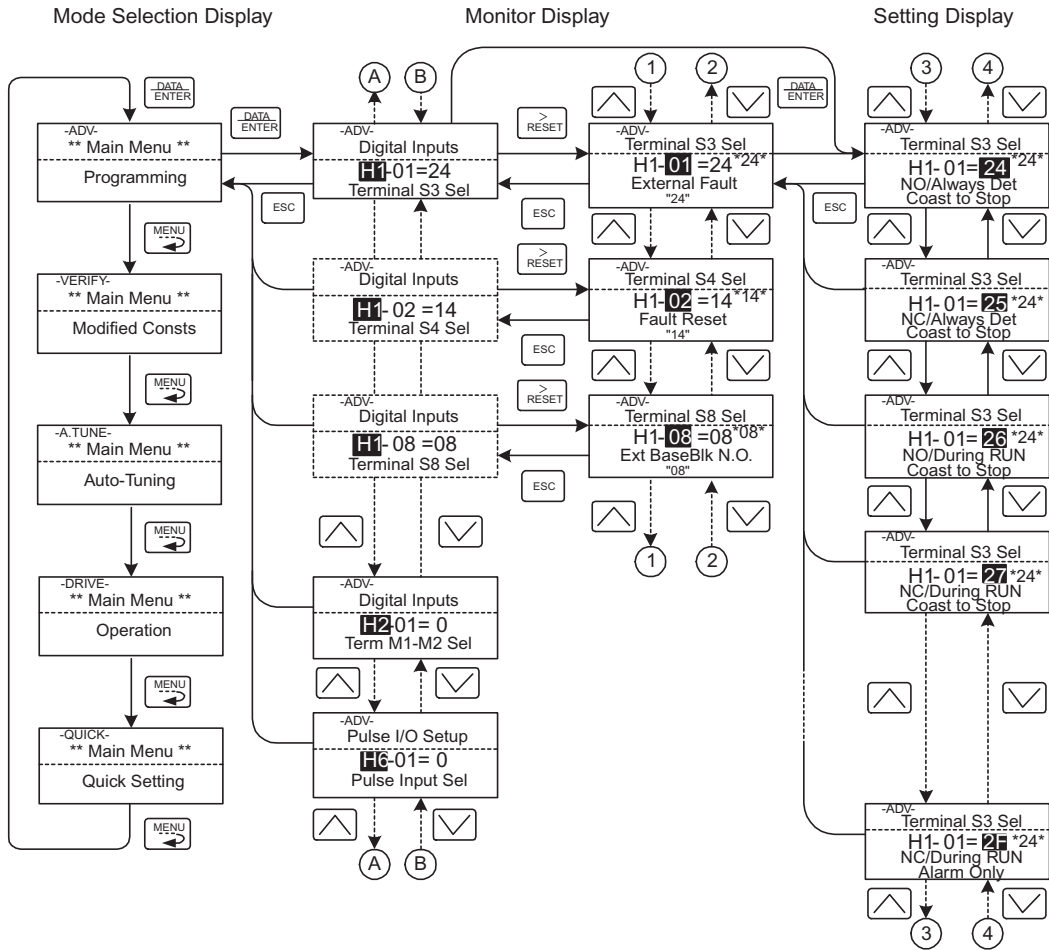 Mode Selection Display
Monitor Display
Setting Display
DATA
ENTER
-ADV-
** Main Menu **
Programming
MENU
-VERIFY-
** Main Menu **
Modified Consts
MENU
-A.TUNE-
** Main Menu **
Auto-Tuning
MENU
-DRIVE-
** Main Menu **
Operation
MENU
-QUICK-
** Main Menu **
Quick Setting
MENU
DATA
ENTER
ESC
A
B
-ADV-
Digital Inputs
H1-01=24
Terminal S3 Sel
-ADV-
Digital Inputs
H1- 02 =14
Terminal S4 Sel
-ADV-
Digital Inputs
H1- 08 =08
Terminal S8 Sel
-ADV-
Digital Inputs
H2-01= 0
Term M1-M2 Sel
-ADV-
Pulse I/O Setup
H6-01= 0
Pulse Input Sel
A
B
>
RESET
ESC
>
RESET
ESC
>
RESET
ESC
1
2
-ADV-
Terminal S3 Sel
H1- 01 =24 *24*
External Fault
"24"
-ADV-
Terminal S4 Sel
H1- 02 =14 *14*
Fault Reset
"14"
-ADV-
Terminal S8 Sel
H1- 08 =08 *08*
Ext BaseBlk N.O.
"08"
1
2
DATA
ENTER
ESC
3
4
-ADV-
Terminal S3 Sel
H1- 01= 24 *24*
NO/Always Det
Coast to Stop
-ADV-
Terminal S3 Sel
H1- 01= 25 *24*
NC/Always Det
Coast to Stop
-ADV-
Terminal S3 Sel
H1- 01= 26 *24*
NO/During RUN
Coast to Stop
-ADV-
Terminal S3 Sel
H1- 01= 27 *24*
NC/During RUN
Coast to Stop
-ADV-
Terminal S3 Sel
H1- 01= 2F *24*
NC/During RUN
Alarm Only
3
4